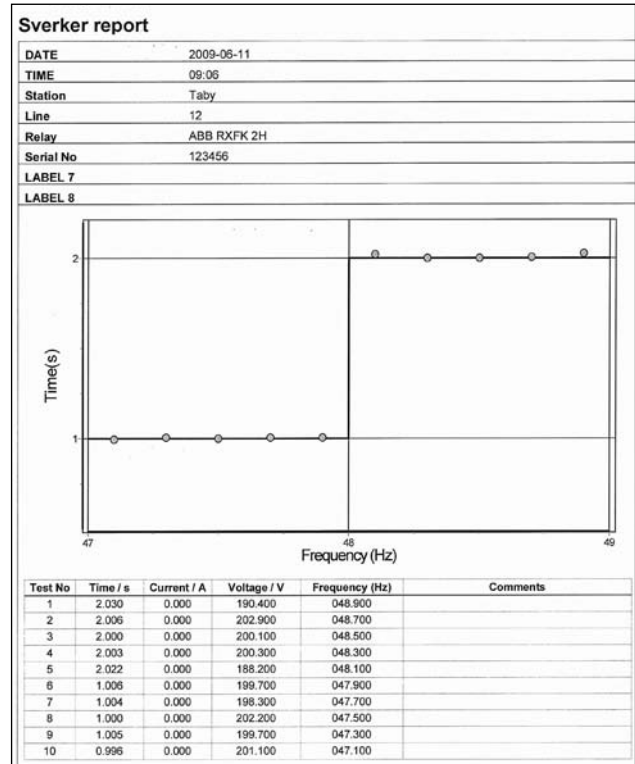 Sverker report
DATE 2009-06-11
TIME 09:06
Station Taby
Line 12
Relay ABB RXFK 2H
Serial No 123456
LABEL 7
LABEL 8
2
1
Time(s)
47 48 49
Frequency (Hz)
Test No Time / s Current / A Voltage / V Frequency (Hz) Comments
1 2.030 0.000 190.400 048.900
2 2.006 0.000 202.900 048.700
3 2.000 0.000 200.100 048.500
4 2.003 0.000 200.300 048.300
5 2.022 0.000 188.200 048.100
6 1.006 0.000 199.700 047.900
7 1.004 0.000 198.300 047.700
8 1.000 0.000 202.200 047.500
9 1.005 0.000 199.700 047.300
10 0.996 0.000 201.100 047.100